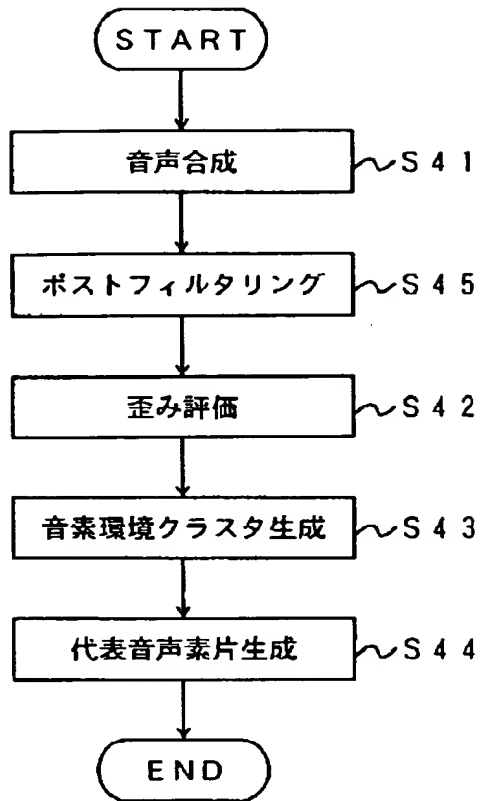 START
音声合成 S41
ポストフィルタリング S45
歪み評価 S42
音素環境クラスタ生成 S43
代表音声素片生成 S44
END